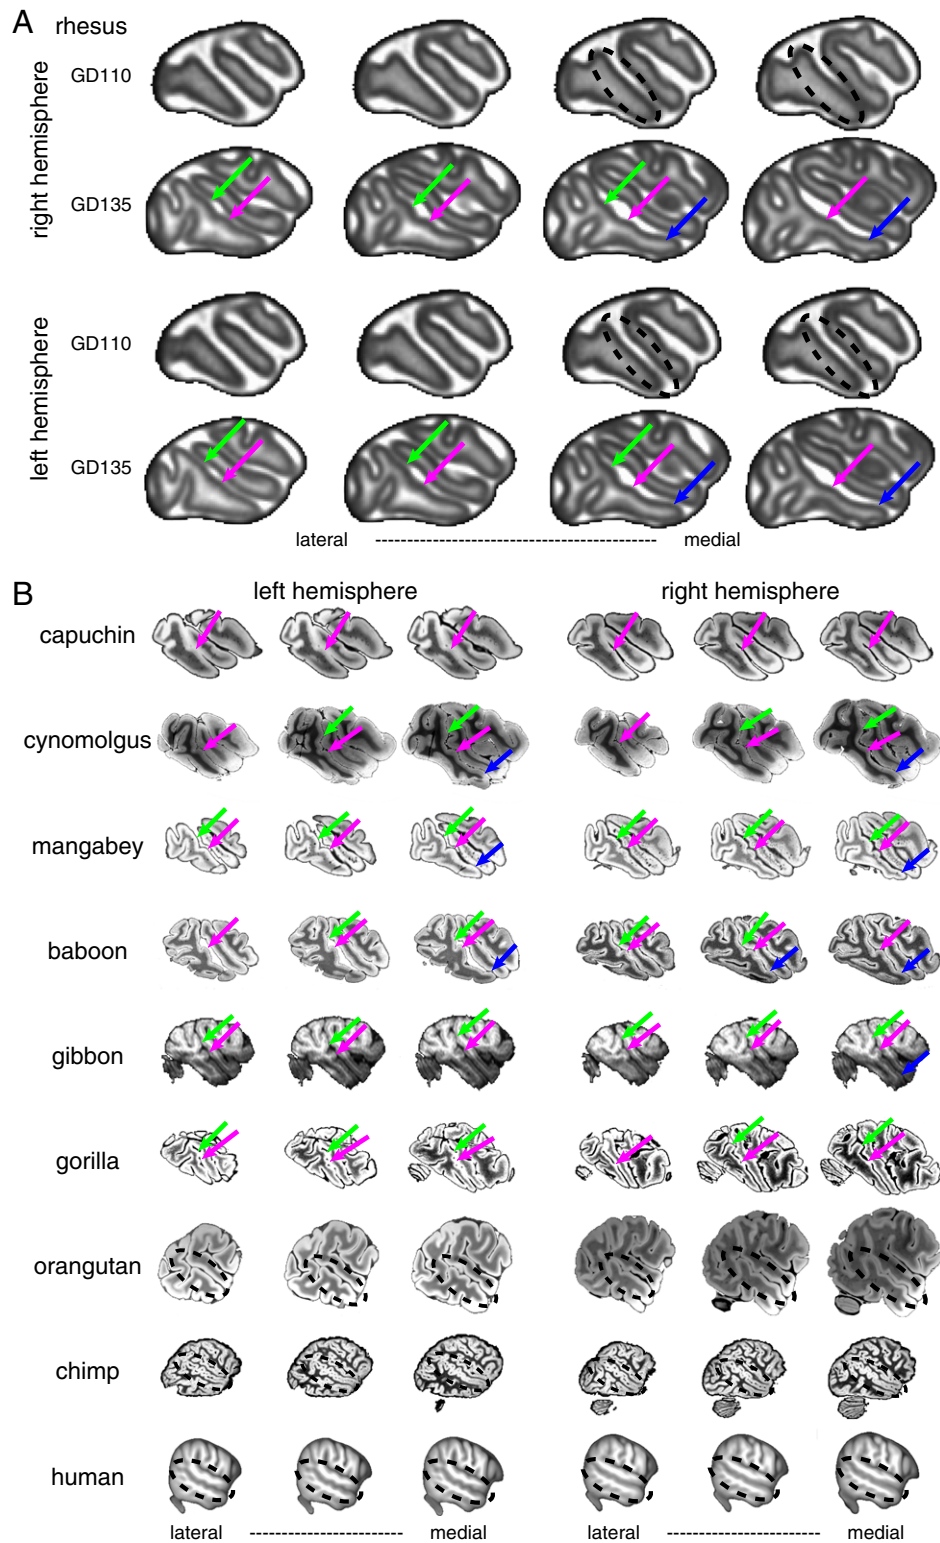 A
rhesus
right hemisphere
GD110
GD135
left hemisphere
GD110
GD135
lateral ---------------------------------------- medial
B
left hemisphere
right hemisphere
capuchin
cynomolgus
mangabey
baboon
gibbon
gorilla
orangutan
chimp
human
lateral --------------------- medial
lateral --------------------- medial